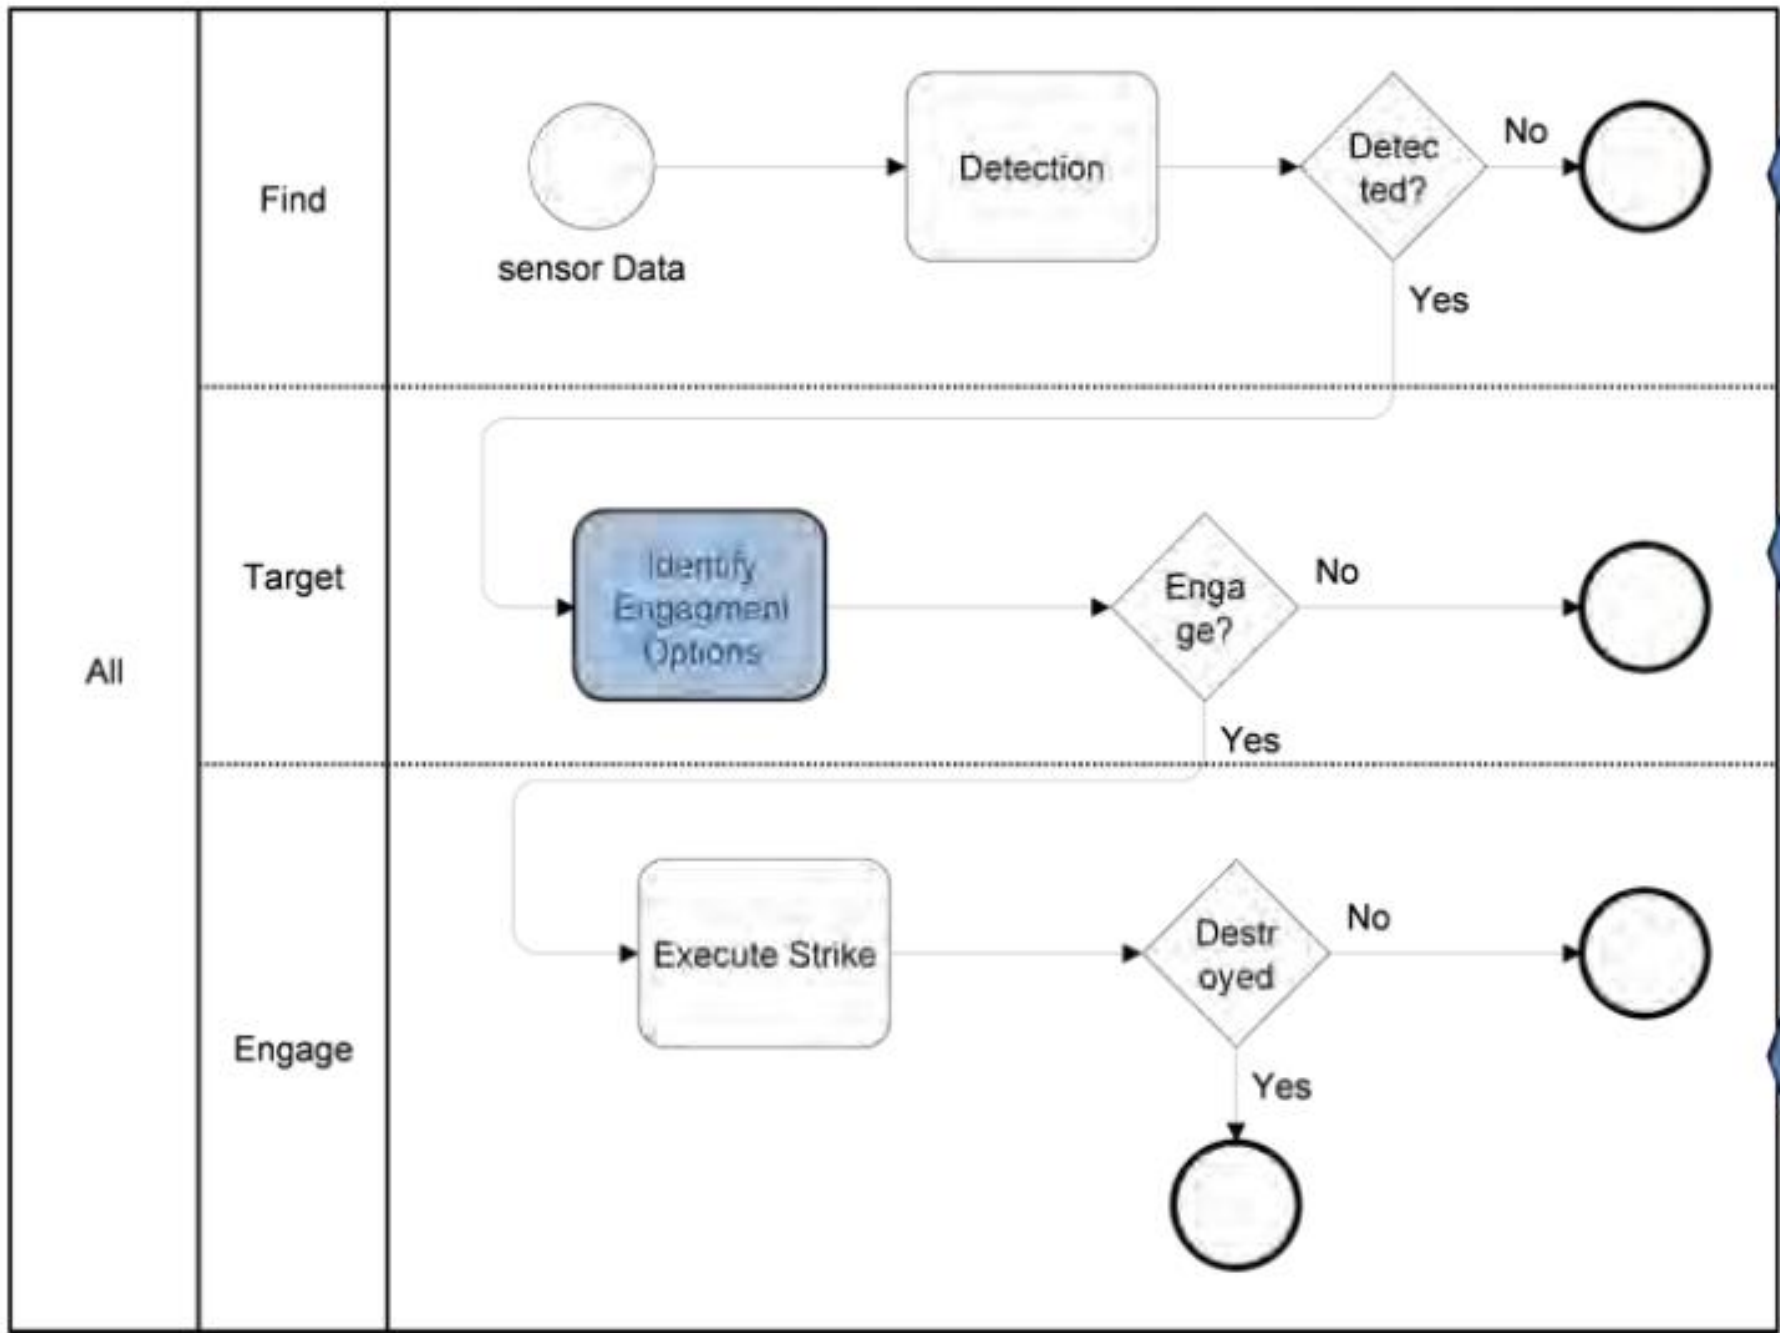 All
Find
sensor Data
Detection
Detec
ted?
No
Yes
Target
Identify
Engagment
Options
Enga
ge?
No
Yes
Engage
Execute Strike
Destr
oyed
No
Yes